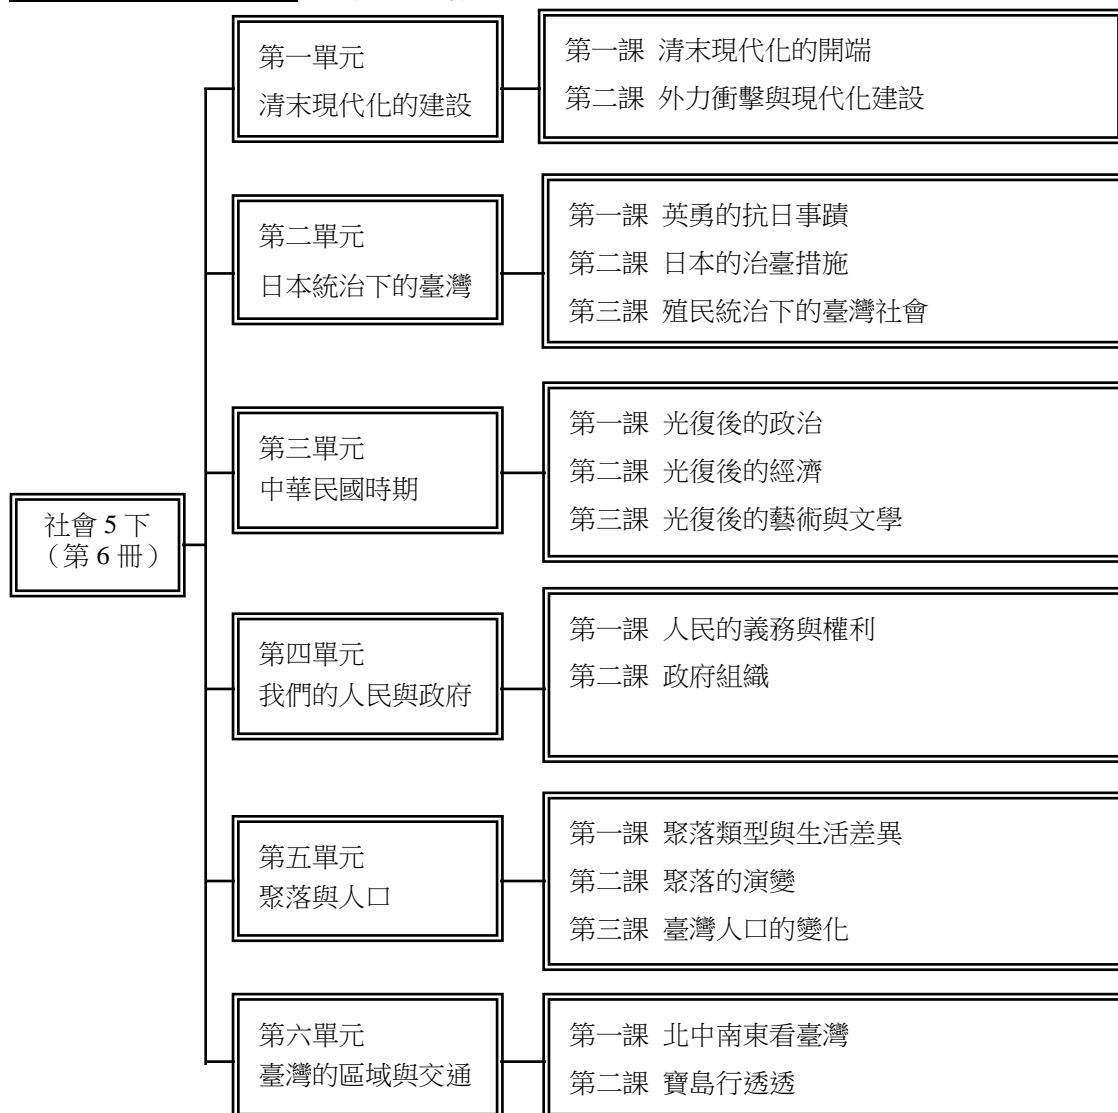 第一單元
清末現代化的建設
第一課 清末現代化的開端
第二課 外力衝擊與現代化建設
第二單元
日本統治下的臺灣
第一課 英勇的抗日事蹟
第二課 日本的治臺措施
第三課 殖民統治下的臺灣社會
第三單元
中華民國時期
第一課 光復後的政治
第二課 光復後的經濟
第三課 光復後的藝術與文學
社會 5 下
（第 6 冊）
第四單元
我們的人民與政府
第一課 人民的義務與權利
第二課 政府組織
第五單元
聚落與人口
第一課 聚落類型與生活差異
第二課 聚落的演變
第三課 臺灣人口的變化
第六單元
臺灣的區域與交通
第一課 北中南東看臺灣
第二課 寶島行透透